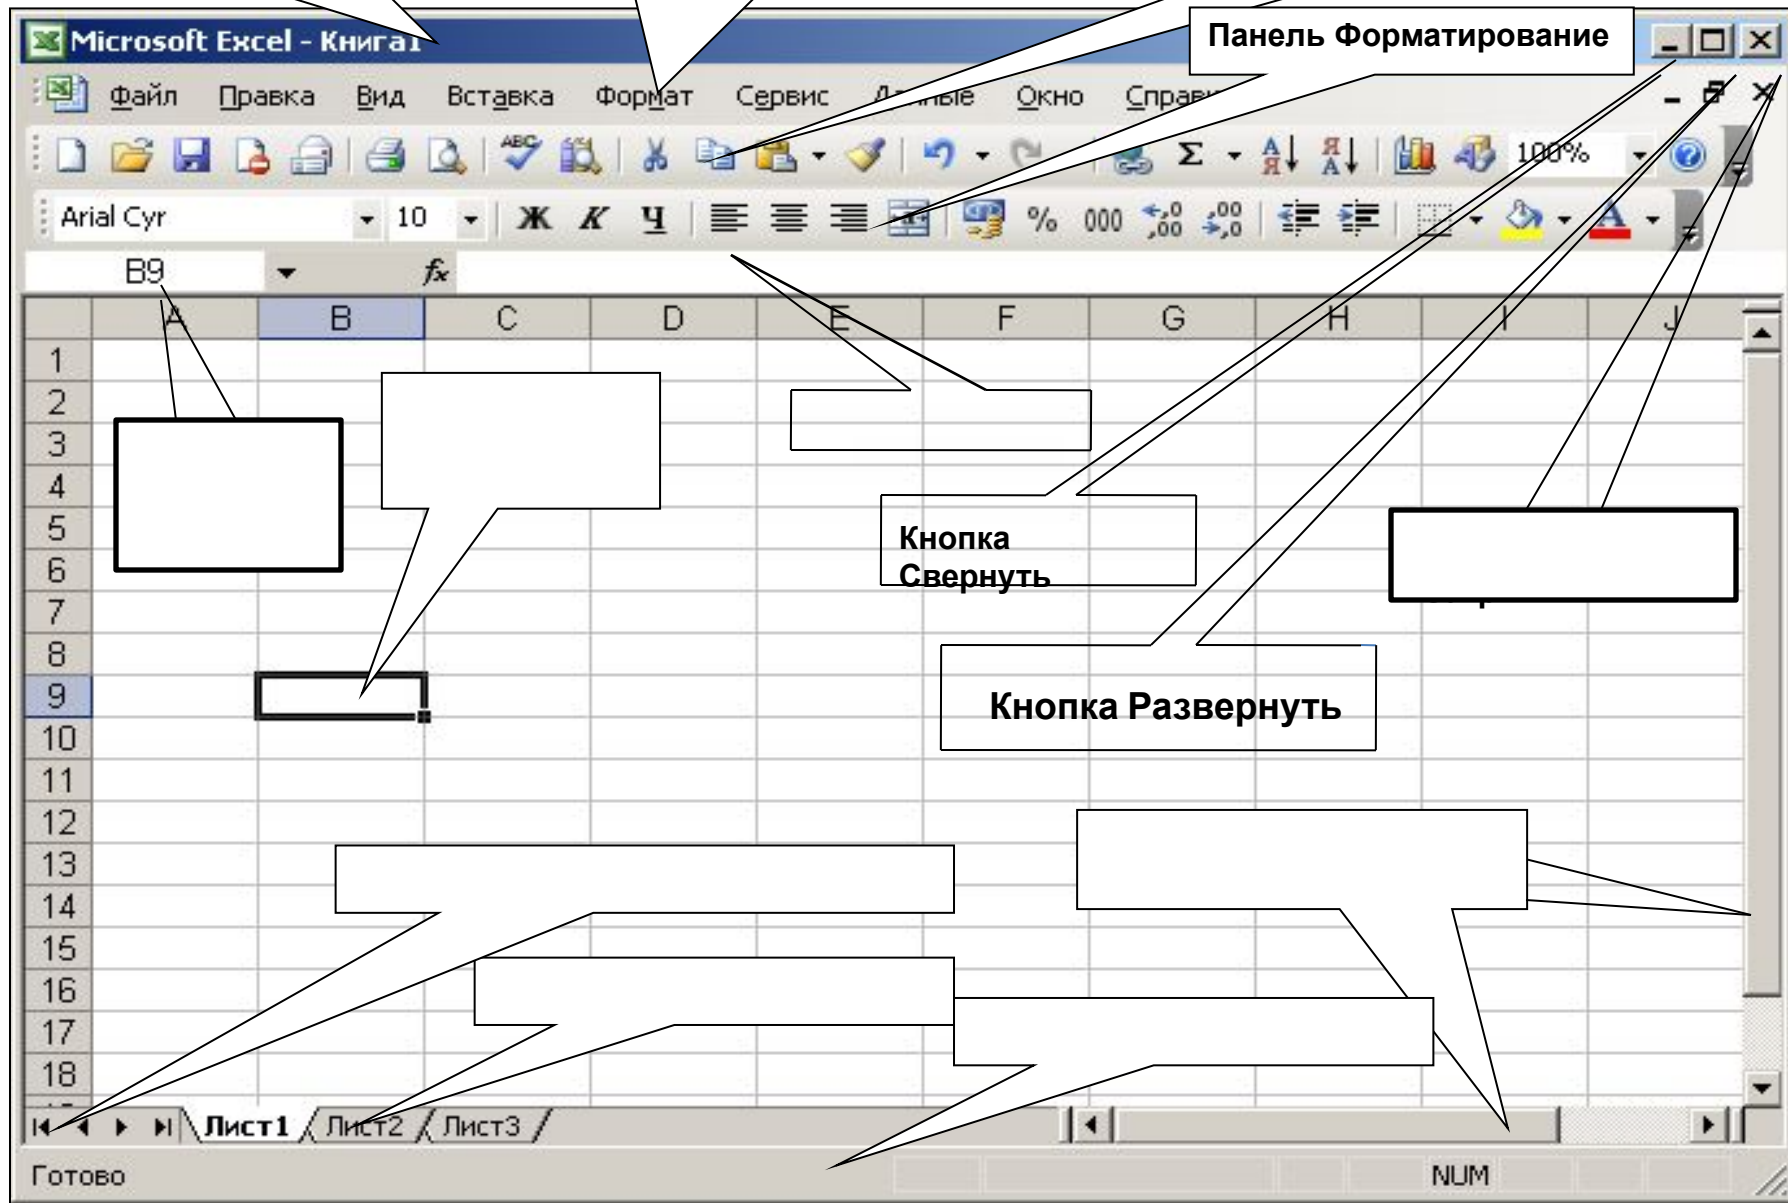 Microsoft Excel - Книга1
Панель Форматирование
Файл Правка Вид Вставка Формат Сервис Данные Окно
100%
Arial Cyr 10 Ж К Ч % 000
B9 fx
A B C D E F G H I J
1
2
3
4
5
Кнопка
6
Свернуть
7
8
9
Кнопка Развернуть
10
11
12
13
14
15
16
17
18
Лист1 Лист2 Лист3
Готово NUM